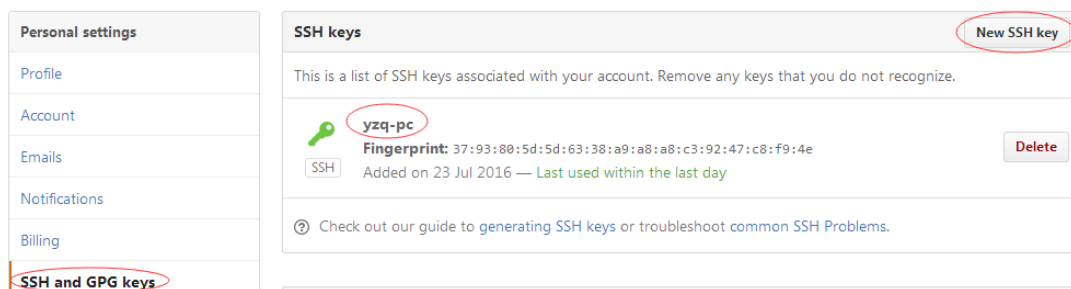 Personal settings
Profile
Account
Emails
Notifications
Billing
SSH and GPG keys
SSH keys
New SSH key
This is a list of SSH keys associated with your account. Remove any keys that you do not recognize.
yzq-pc
Fingerprint: 37:93:80:5d:5d:63:38:a9:a8:a8:c3:92:47:c8:f9:4e
SSH
Added on 23 Jul 2016 — Last used within the last day
Delete
Check out our guide to generating SSH keys or troubleshoot common SSH Problems.